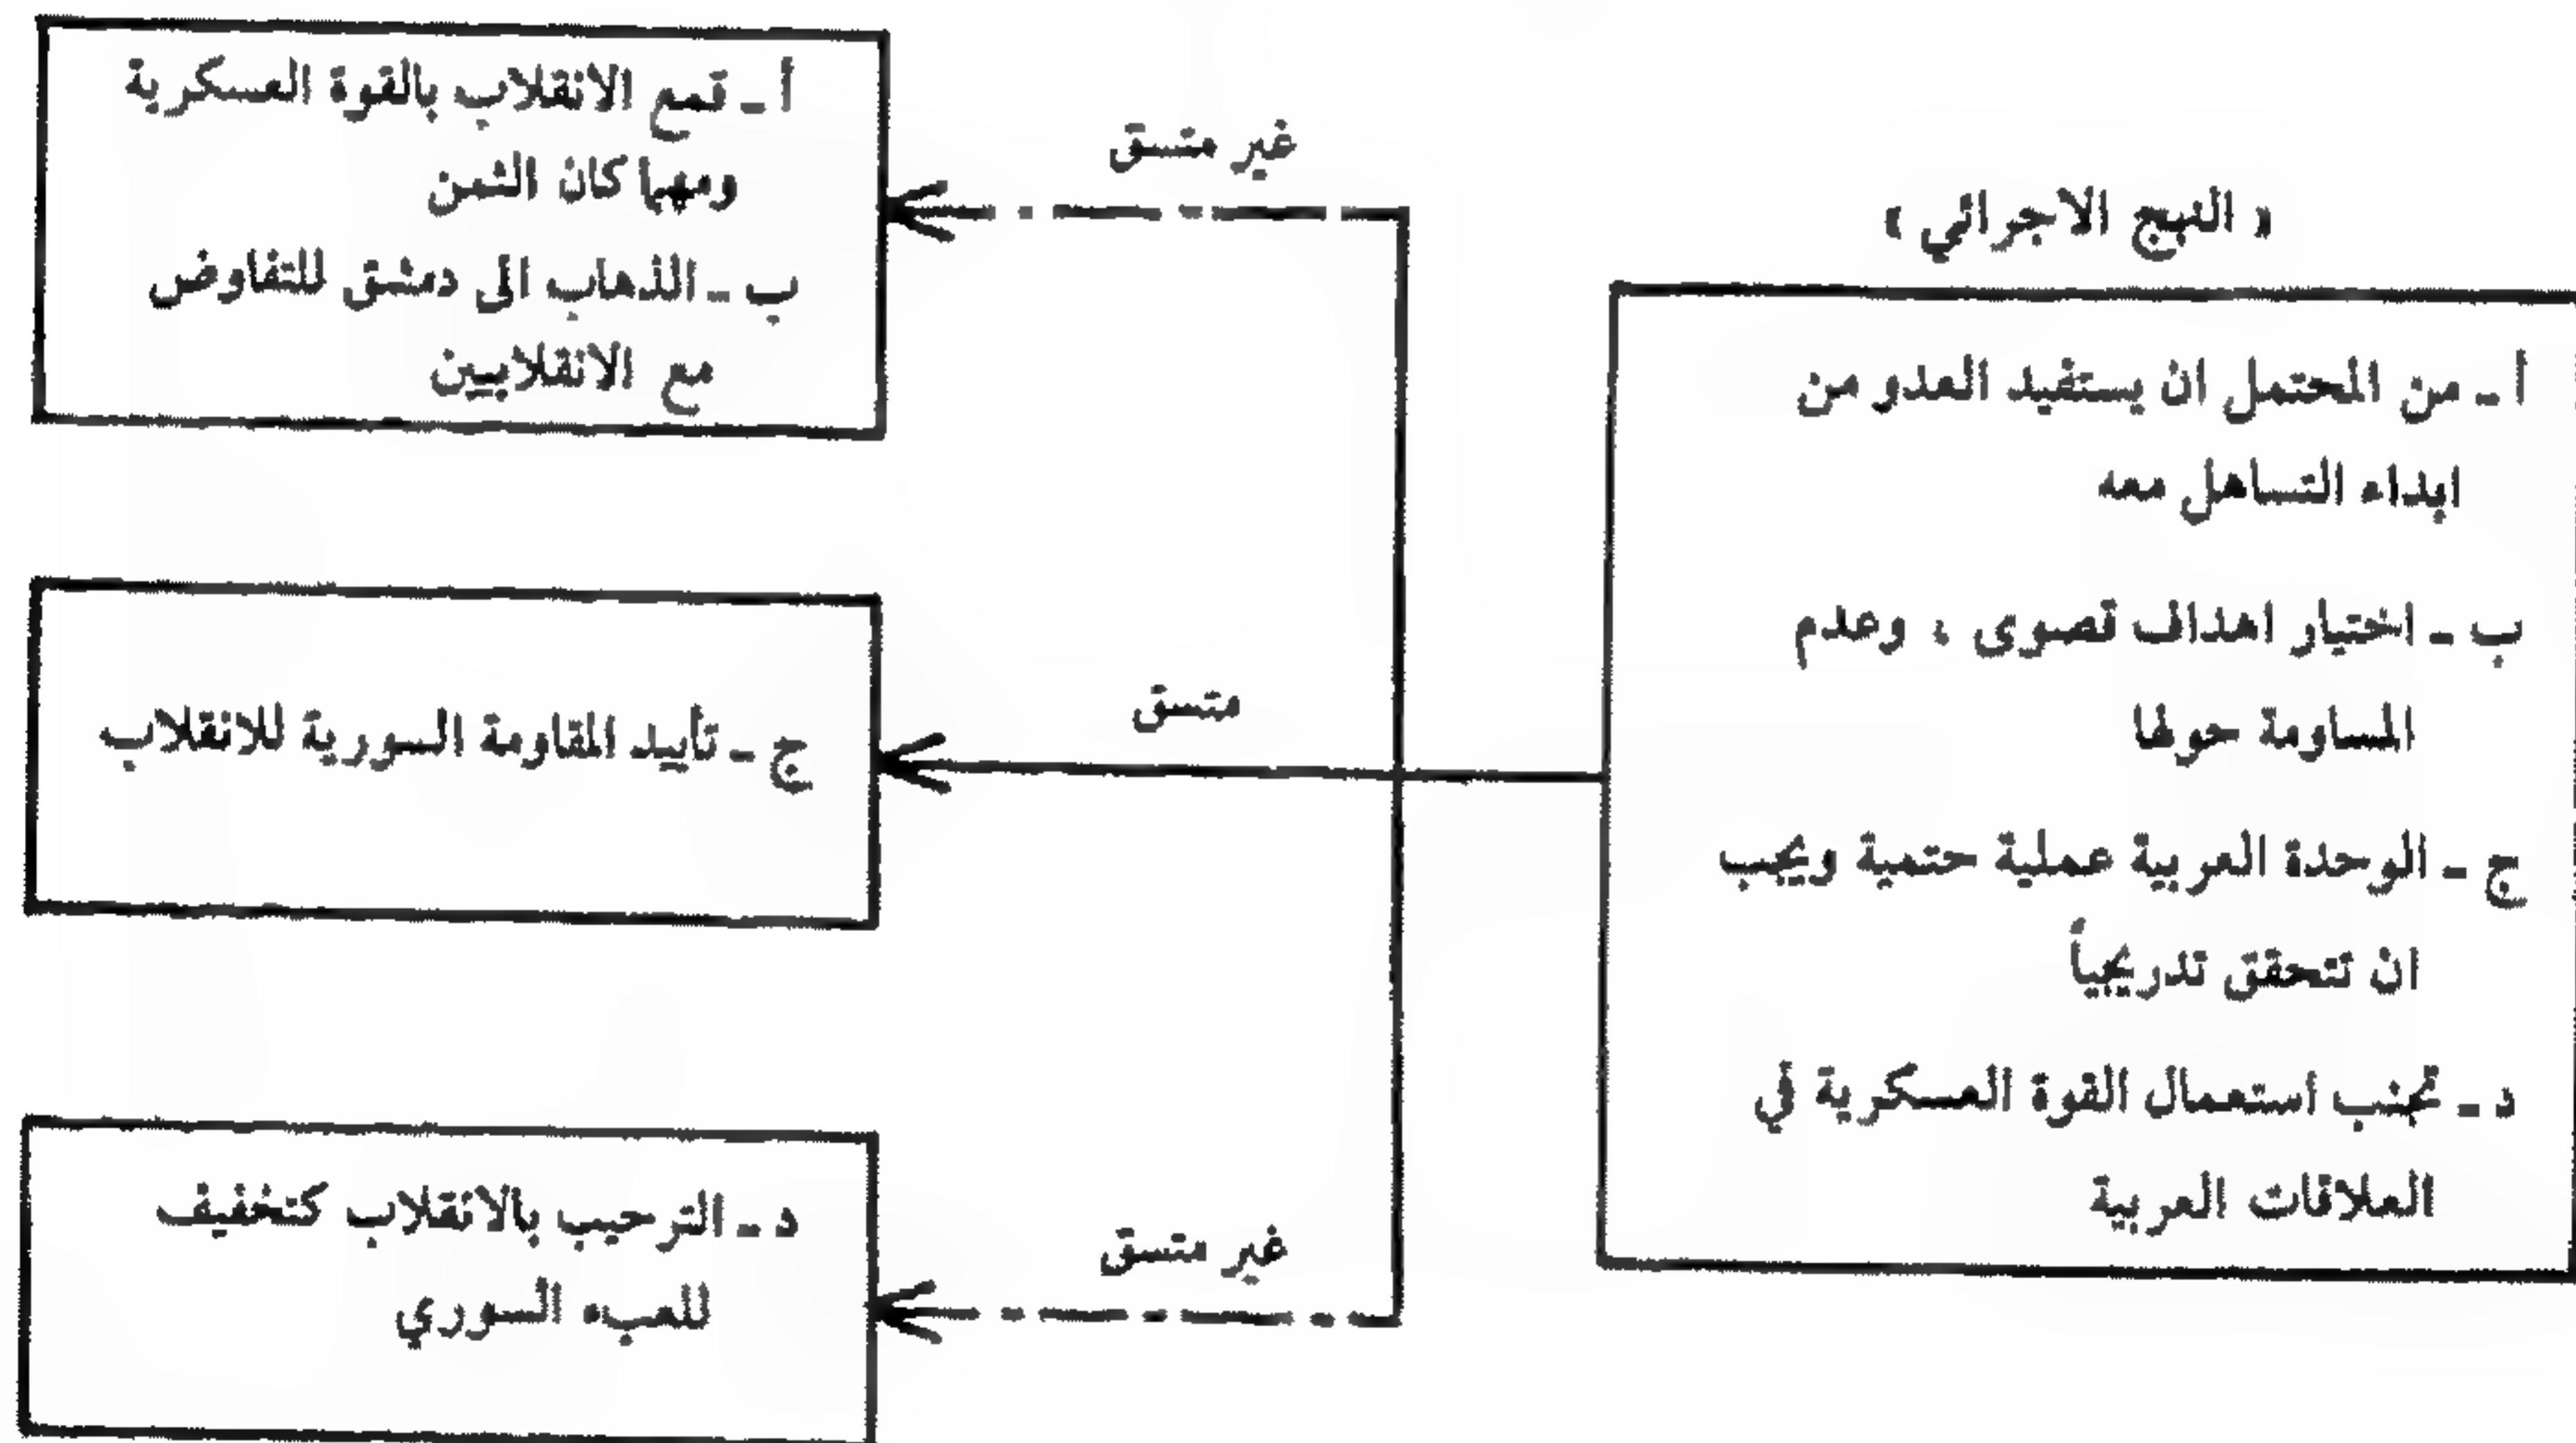 « النهج الاجرائي »
أ ـ من المحتمل ان يستفيد العدو من
ابداء التساهل معه
ب ـ اختيار اهداف قصوى ، وعدم
المساومة حولها
ج ـ الوحدة العربية عملية حتمية ويجب
ان تتحقق تدريجياً
د ـ تجنب استعمال القوة العسكرية في
العلاقات العربية
غير متسق
متسق
غير متسق
أ ـ قمع الانقلاب بالقوة العسكرية
ومهما كان الثمن
ب ـ الذهاب الى دمشق للتفاوض
مع الانقلابيين
ج ـ تأييد المقاومة السورية للانقلاب
د ـ الترحيب بالانقلاب كتخفيف
للعبء السوري